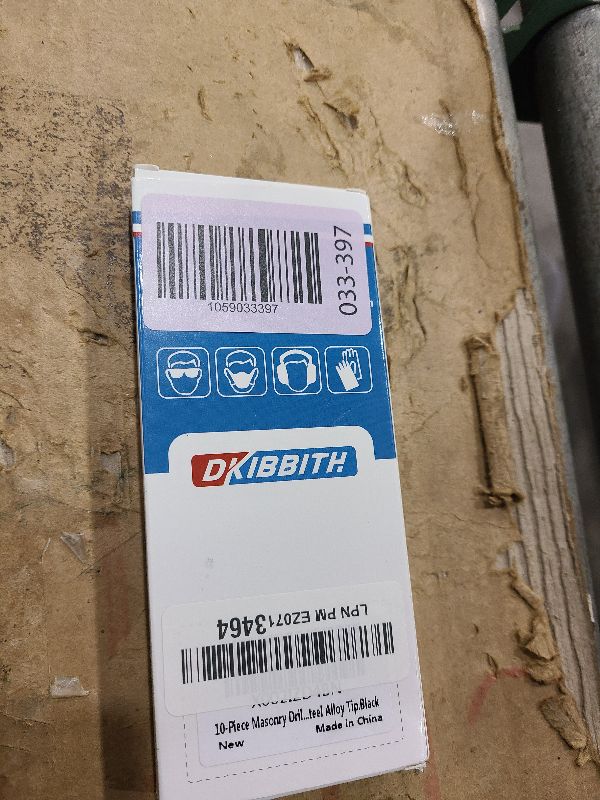 1059033397
033-397
DKIBBITH
LPN PM EZ0713464
10-Piece Masonry Dril...teel Alloy Tip,Black
New
Made in China